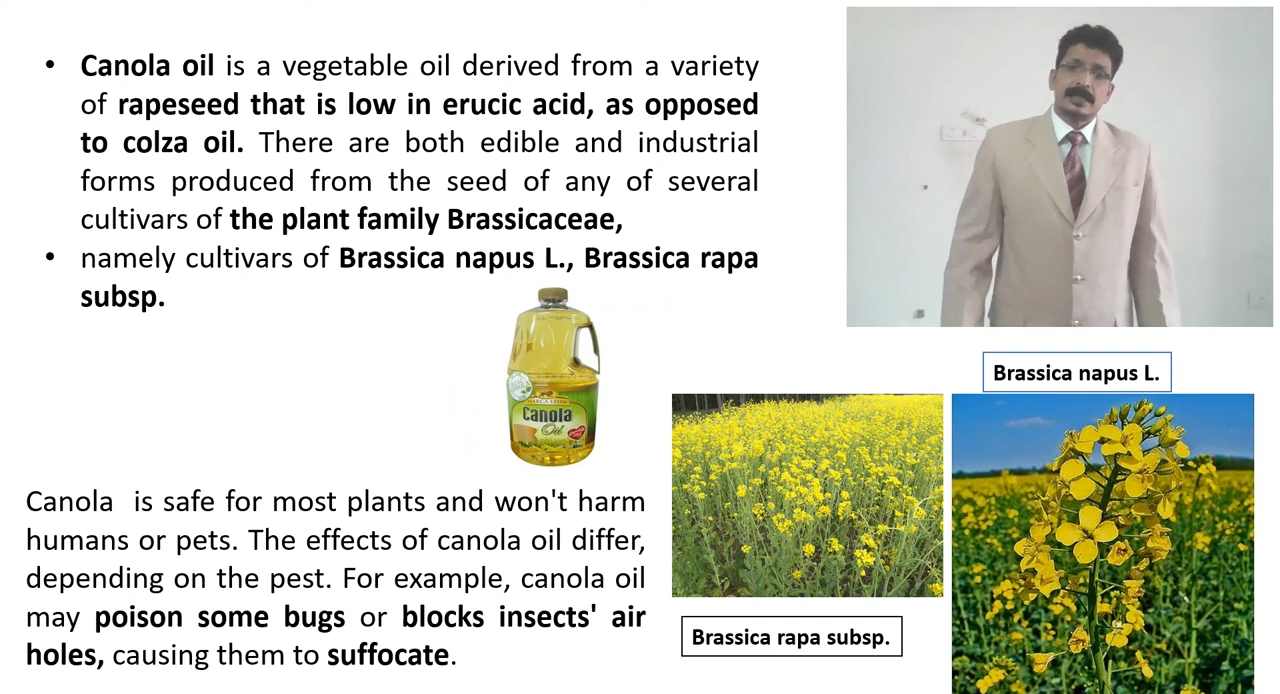 • Canola oil is a vegetable oil derived from a variety
of rapeseed that is low in erucic acid, as opposed
to colza oil. There are both edible and industrial
forms produced from the seed of any of several
cultivars of the plant family Brassicaceae,
• namely cultivars of Brassica napus L., Brassica rapa
subsp.
MARCA LEON
Canola
Oil
Canola is safe for most plants and won't harm
humans or pets. The effects of canola oil differ,
depending on the pest. For example, canola oil
may poison some bugs or blocks insects' air
holes, causing them to suffocate.
Brassica napus L.
Brassica rapa subsp.